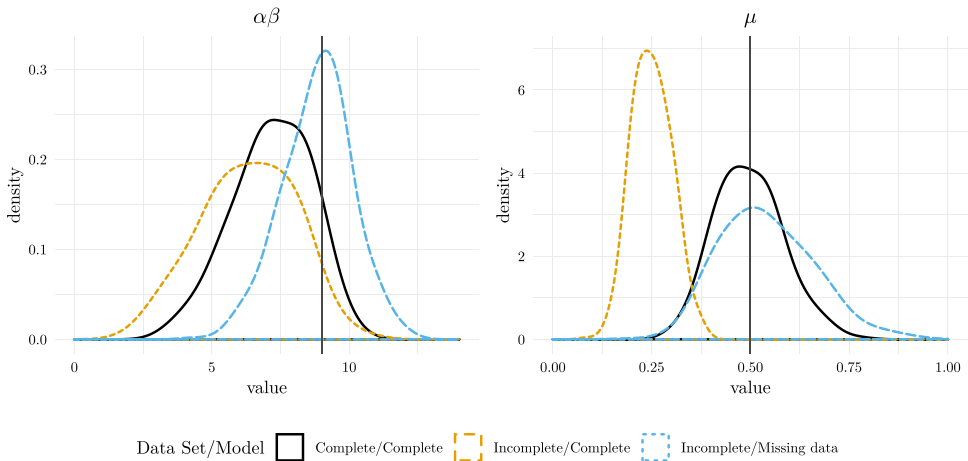 αβ
μ
density
0.3
0.2
0.1
0.0
0
5
10
value
density
6
4
2
0
0.00
0.25
0.50
0.75
1.00
value
Data Set/Model
Complete/Complete
Incomplete/Complete
Incomplete/Missing data